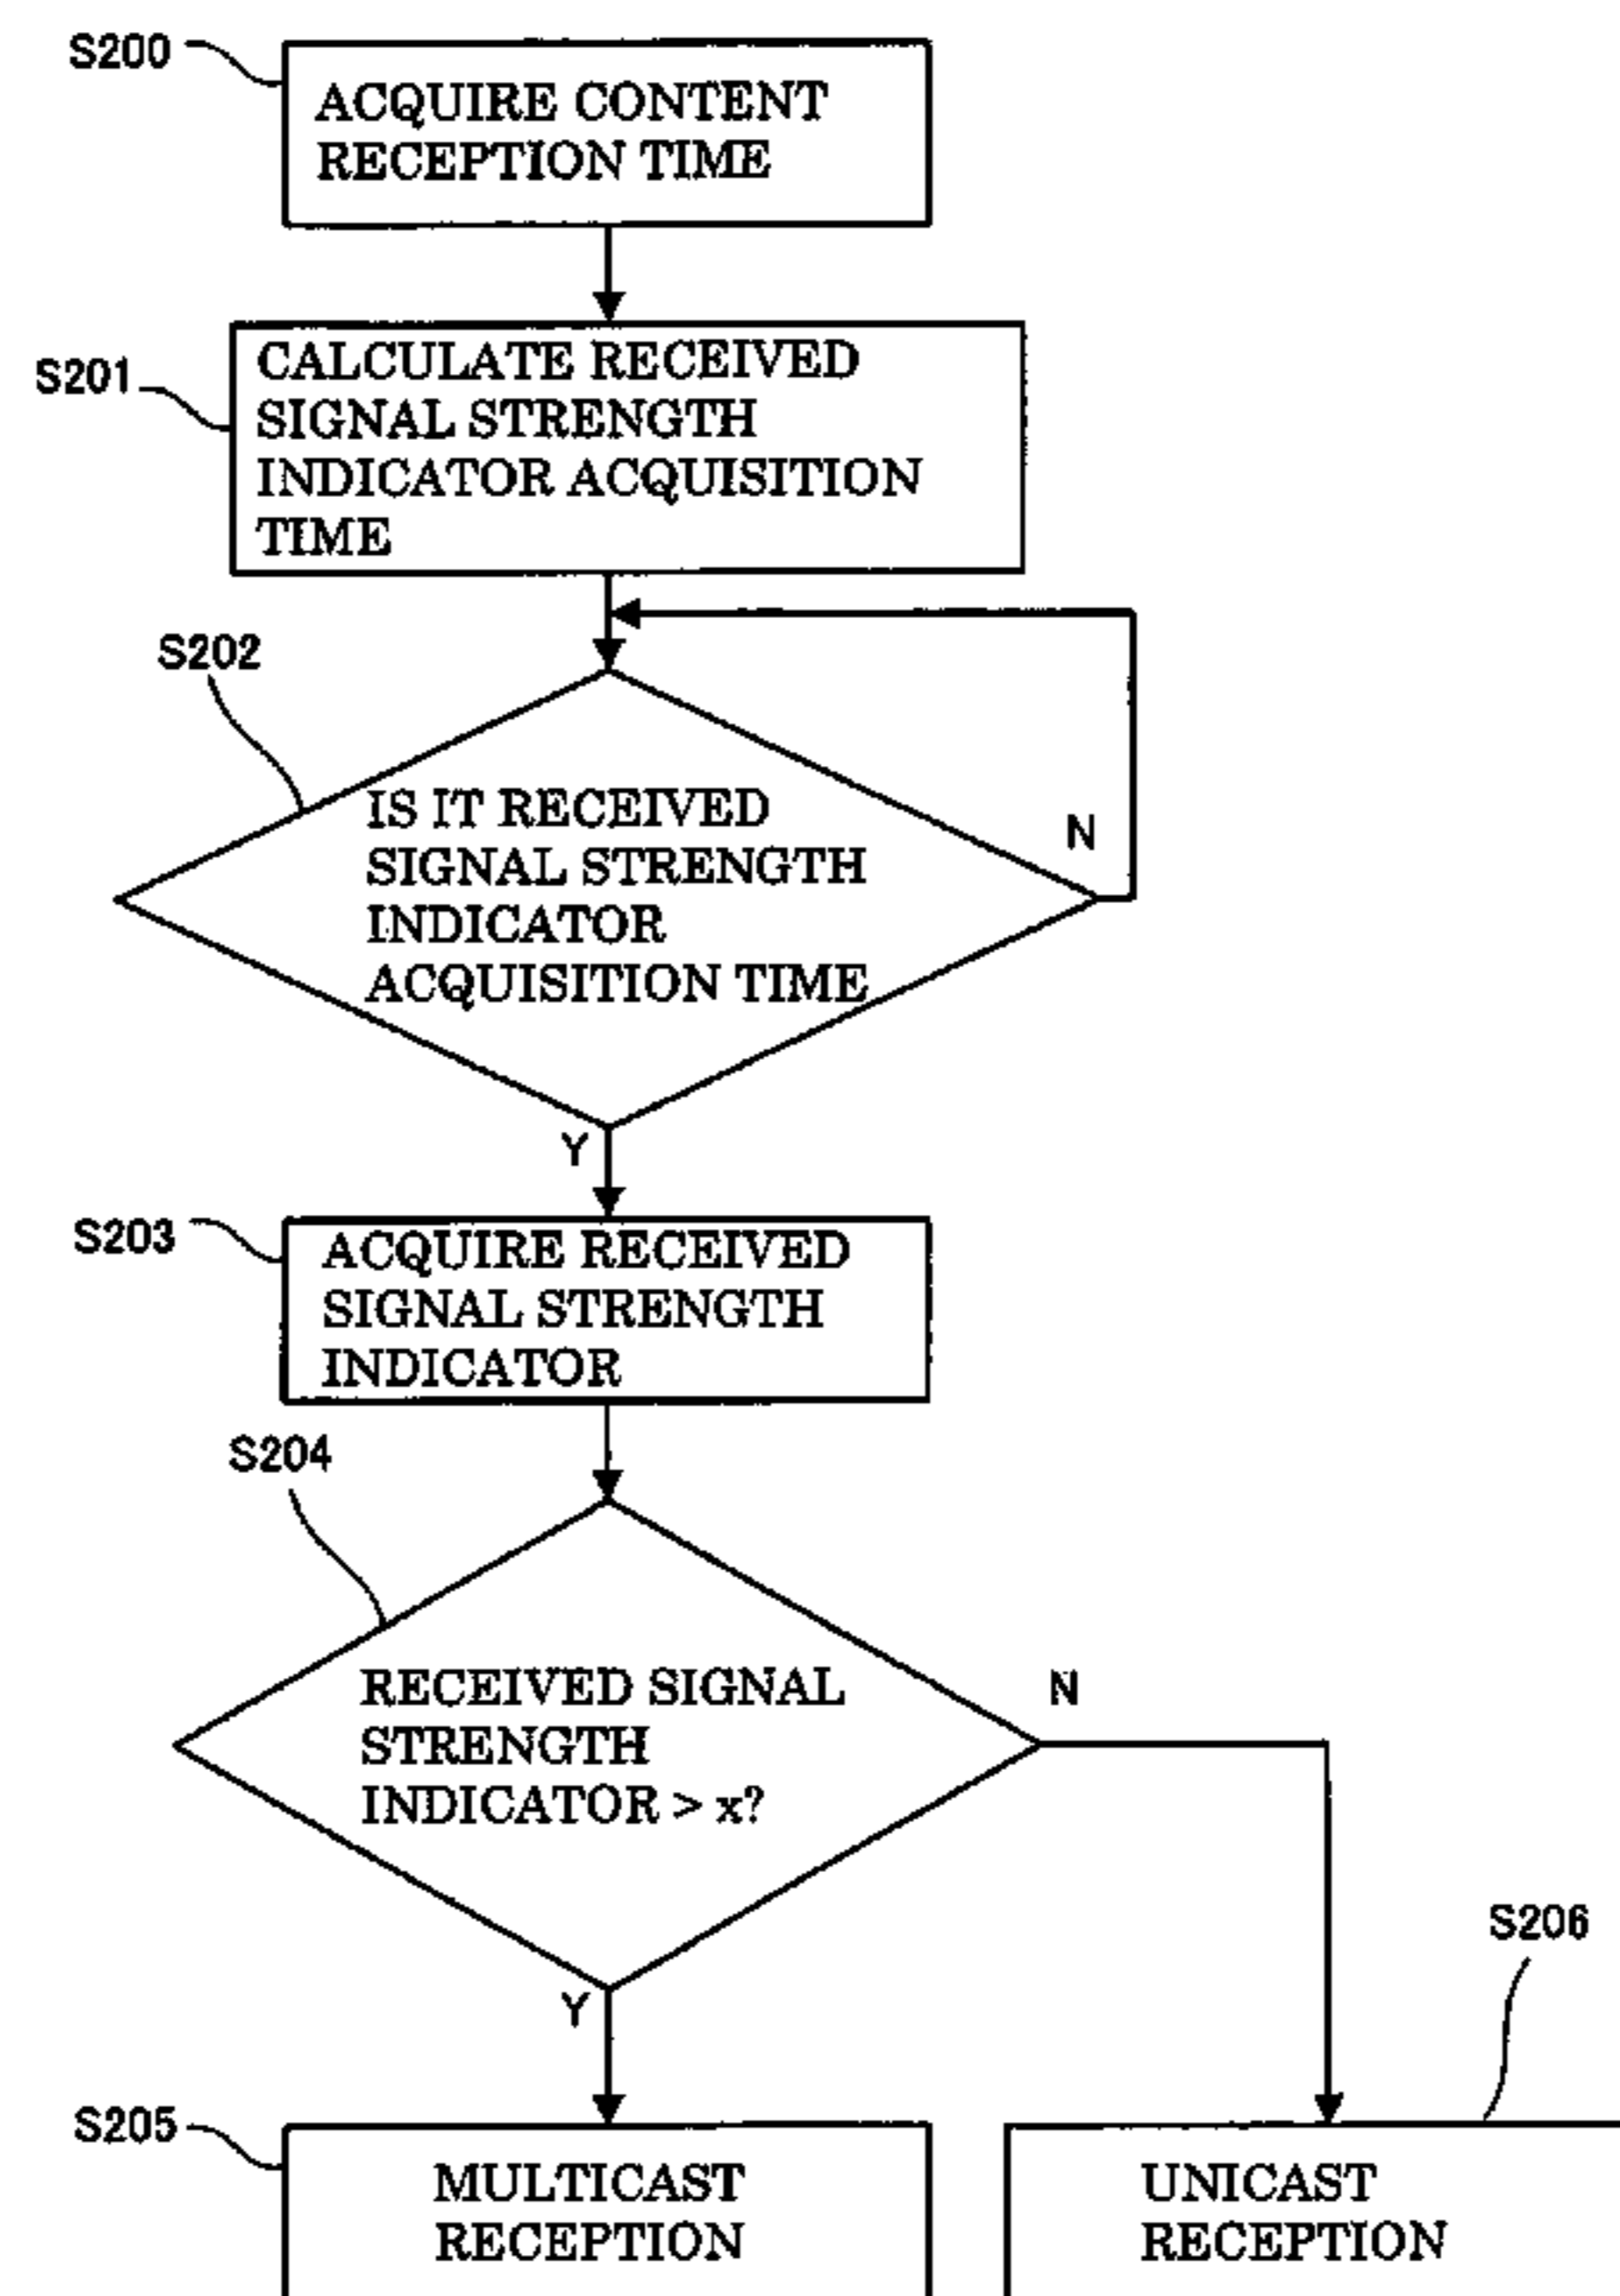 S200
ACQUIRE CONTENT
RECEPTION TIME
S201
CALCULATE RECEIVED
SIGNAL STRENGTH
INDICATOR ACQUISITION
TIME
S202
IS IT RECEIVED
SIGNAL STRENGTH
INDICATOR
ACQUISITION TIME
N
Y
S203
ACQUIRE RECEIVED
SIGNAL STRENGTH
INDICATOR
S204
RECEIVED SIGNAL
STRENGTH
INDICATOR > x?
N
Y
S205
MULTICAST
RECEPTION
S206
UNICAST
RECEPTION